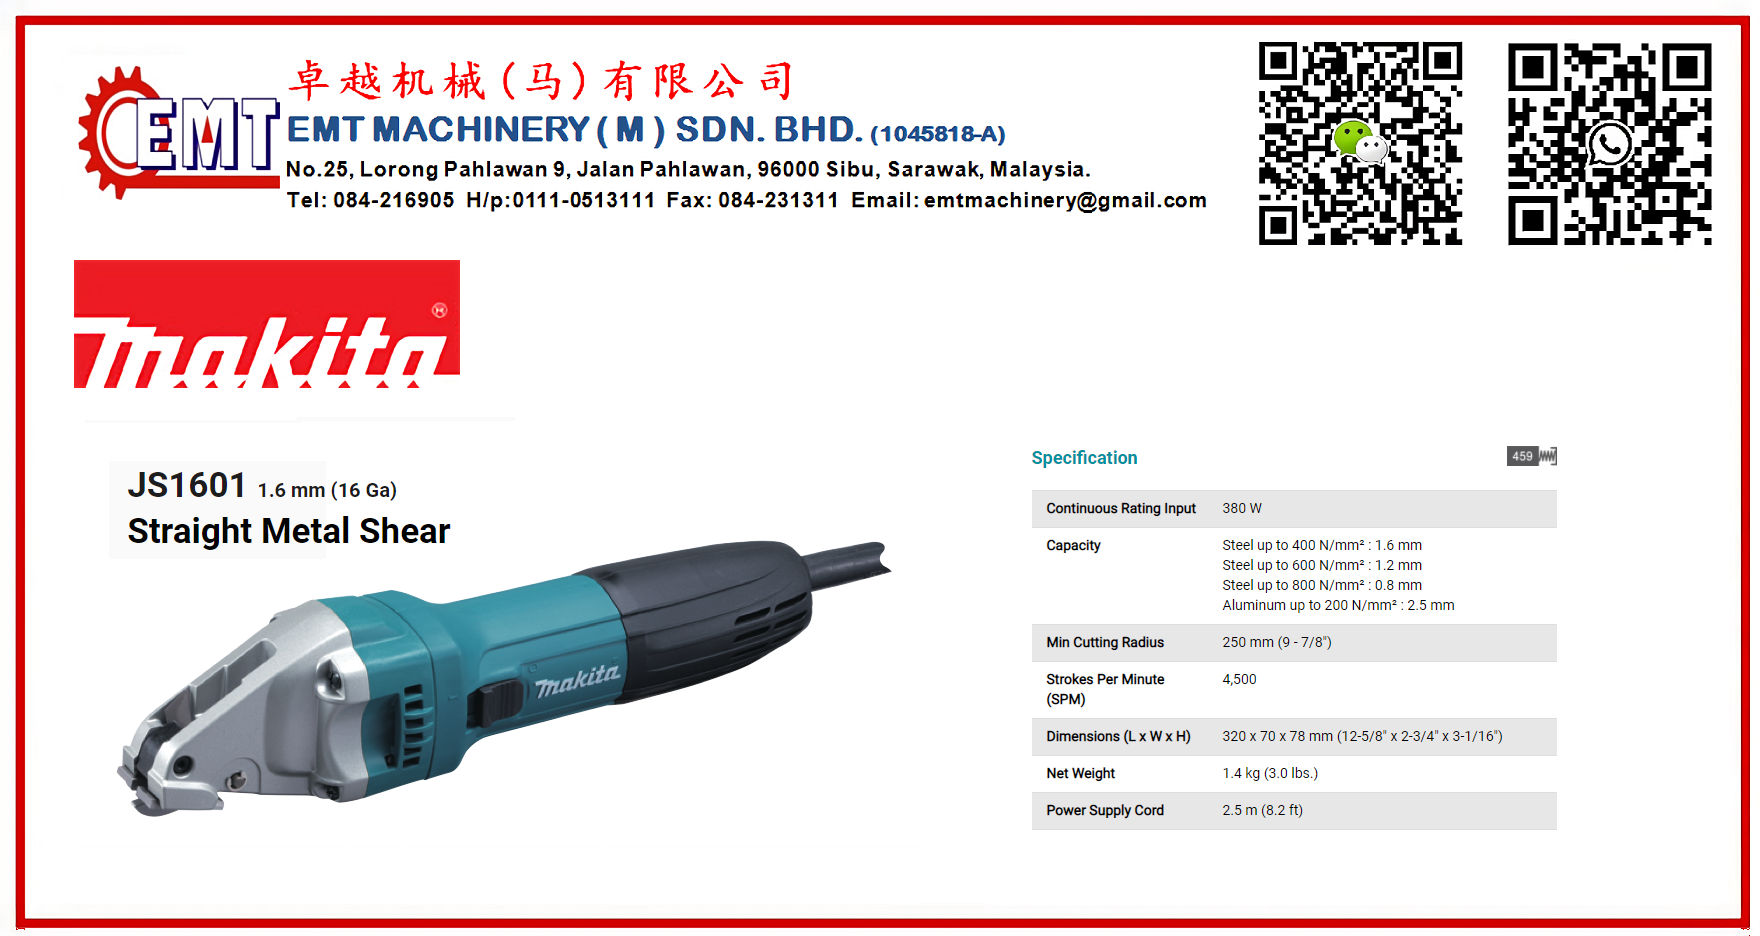 卓越机械(马)有限公司
EMT
EMT MACHINERY ( M ) SDN. BHD. (1045818-A)
No.25, Lorong Pahlawan 9, Jalan Pahlawan, 96000 Sibu, Sarawak, Malaysia.
Tel: 084-216905 H/p:0111-0513111 Fax: 084-231311 Email: emtmachinery@gmail.com
makita
JS1601 1.6 mm (16 Ga)
Straight Metal Shear
makita
Specification
459
Continuous Rating Input 380 W
Capacity Steel up to 400 N/mm² : 1.6 mm
Steel up to 600 N/mm² : 1.2 mm
Steel up to 800 N/mm² : 0.8 mm
Aluminum up to 200 N/mm² : 2.5 mm
Min Cutting Radius 250 mm (9 - 7/8")
Strokes Per Minute 4,500
(SPM)
Dimensions (L x W x H) 320 x 70 x 78 mm (12-5/8" x 2-3/4" x 3-1/16")
Net Weight 1.4 kg (3.0 lbs.)
Power Supply Cord 2.5 m (8.2 ft)